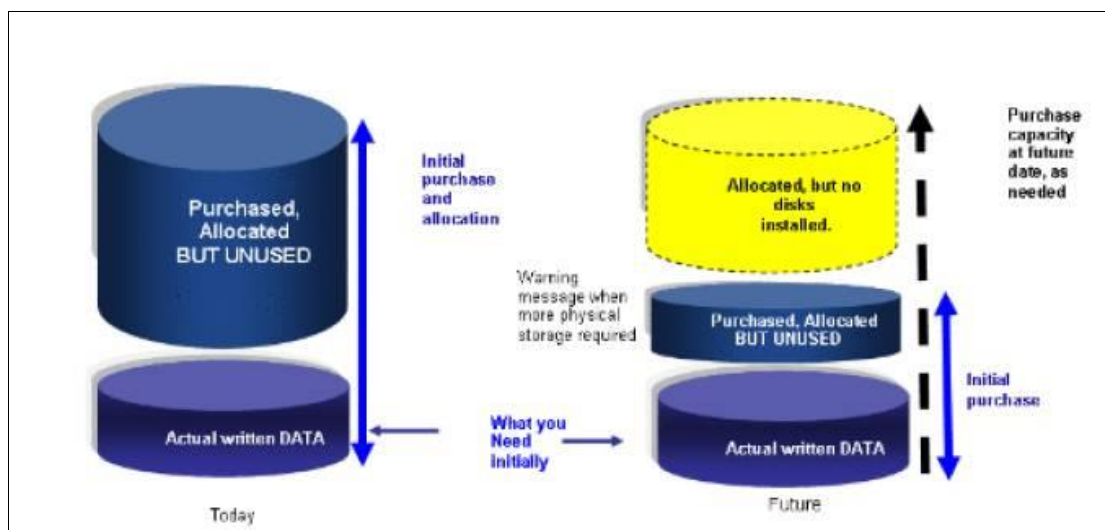 Purchased,
Allocated
BUT UNUSED
Initial
purchase
and
allocation
Actual written DATA
Today
What you
Need
initially
Allocated, but no
disks
installed.
Purchase
capacity
at future
date, as
needed
Warning
message when
more physical
storage required
Purchased, Allocated
BUT UNUSED
Initial
purchase
Actual written DATA
Future